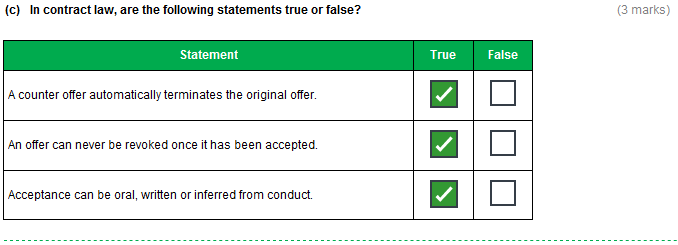 (c) In contract law, are the following statements true or false? (3 marks)
Statement True False
A counter offer automatically terminates the original offer.
An offer can never be revoked once it has been accepted.
Acceptance can be oral, written or inferred from conduct.